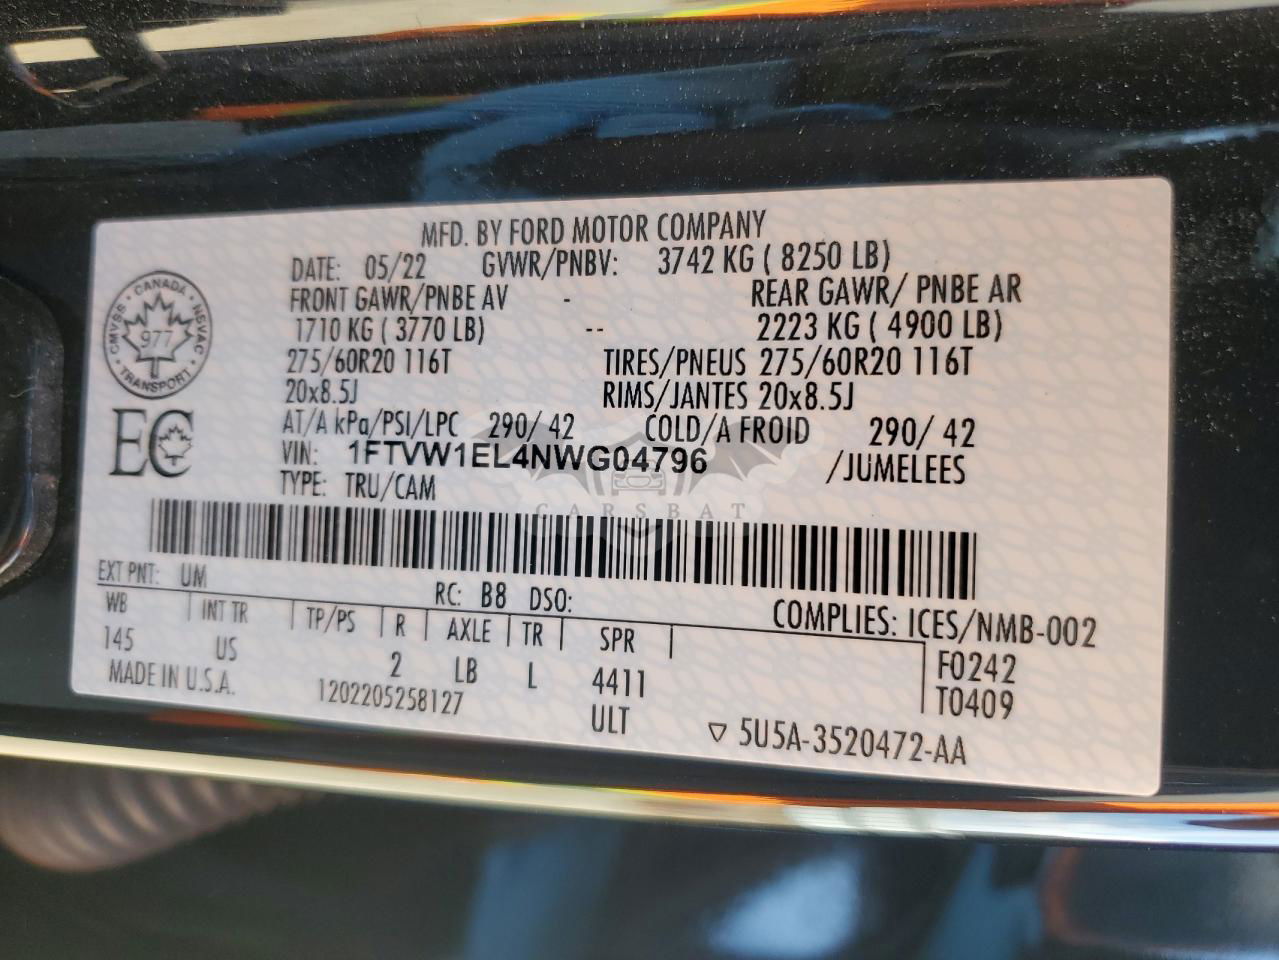 MFD. BY FORD MOTOR COMPANY
DATE: 05/22 GVWR/PNBV: 3742 KG ( 8250 LB)
FRONT GAWR/PNBE AV - REAR GAWR/ PNBE AR
1710 KG ( 3770 LB) -- 2223 KG ( 4900 LB)
275/60R20 116T TIRES/PNEUS 275/60R20 116T
20x8.5J RIMS/JANTES 20x8.5J
AT/A kPa/PSI/LPC 290/ 42 COLD/A FROID 290/ 42
VIN: 1FTVW1EL4NWG04796 /JUMELEES
TYPE: TRU/CAM
CANADA
CMVSS · NSVAC
977
TRANSPORT
EC
CARSBAT
EXT PNT: UM RC: B8 DSO: COMPLIES: ICES/NMB-002
WB INT TR TP/PS R AXLE TR SPR F0242
145 US 2 LB L 4411 T0409
MADE IN U.S.A. 1202205258127 ULT ▽ 5U5A-3520472-AA